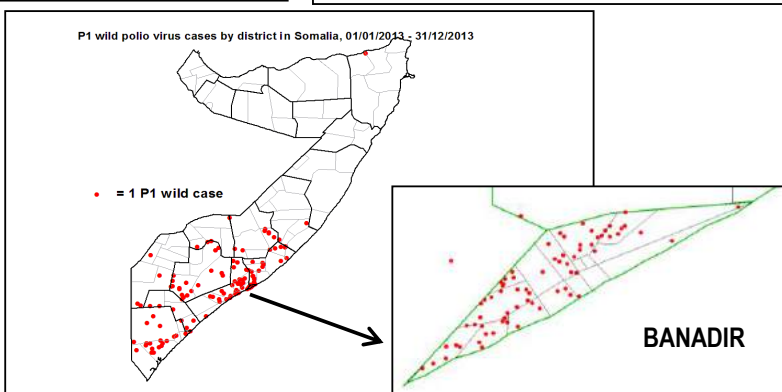 P1 wild polio virus cases by district in Somalia, 01/01/2013 - 31/12/2013
= 1 P1 wild case
BANADIR